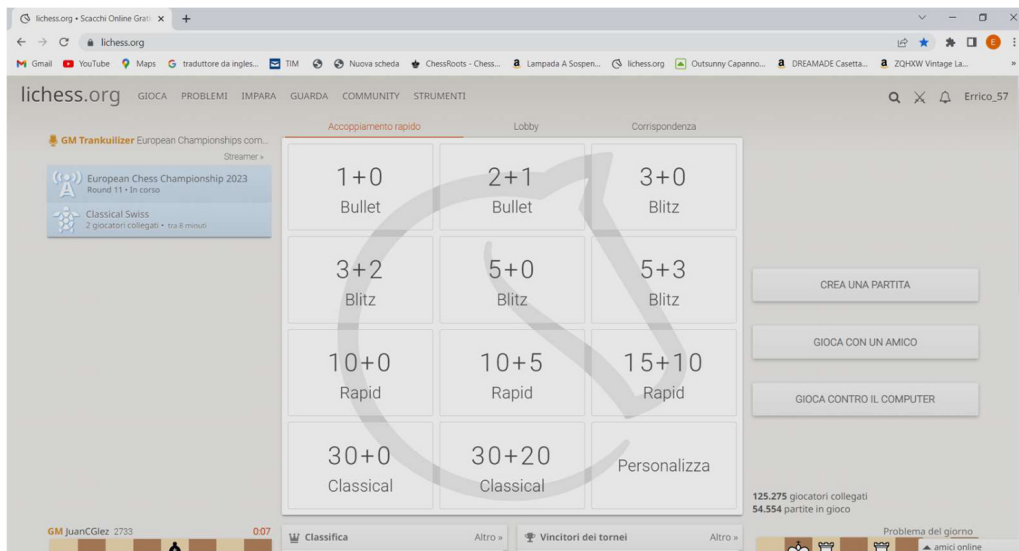 lichess.org • Scacchi Online Grati
lichess.org
E
Gmail YouTube Maps traduttore da ingles... TIM Nuova scheda ChessRoots - Chess... Lampada A Sospen... lichess.org Outsunny Capanno... DREAMADE Casetta... ZQHXW Vintage La... »
lichess.org GIOCA PROBLEMI IMPARA GUARDA COMMUNITY STRUMENTI Errico_57
GM Trankuilizer European Championships com...
Streamer »
European Chess Championship 2023
Round 11 • In corso
Classical Swiss
2 giocatori collegati • tra 8 minuti
Accoppiamento rapido Lobby Corrispondenza
1+0 2+1 3+0
Bullet Bullet Blitz
3+2 5+0 5+3
Blitz Blitz Blitz
10+0 10+5 15+10
Rapid Rapid Rapid
30+0 30+20 Personalizza
Classical Classical
CREA UNA PARTITA
GIOCA CON UN AMICO
GIOCA CONTRO IL COMPUTER
125.275 giocatori collegati
54.554 partite in gioco
GM JuanCGlez 2733 0:07
Classifica Altro »
Vincitori dei tornei Altro »
Problema del giorno
amici online